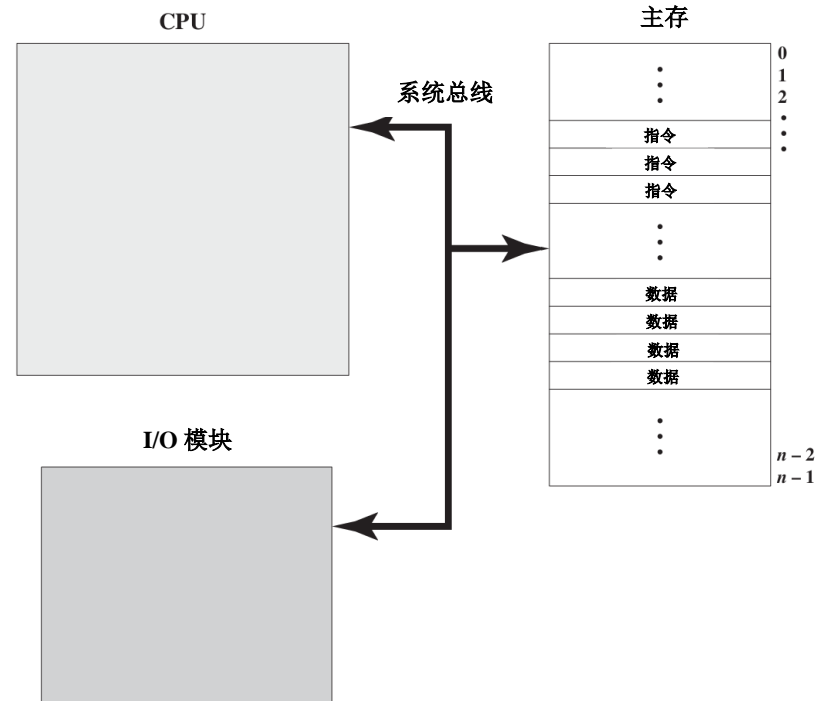 CPU
主存
系统总线
0
1
2
指令
指令
指令
数据
数据
数据
数据
I/O 模块
n – 2
n – 1